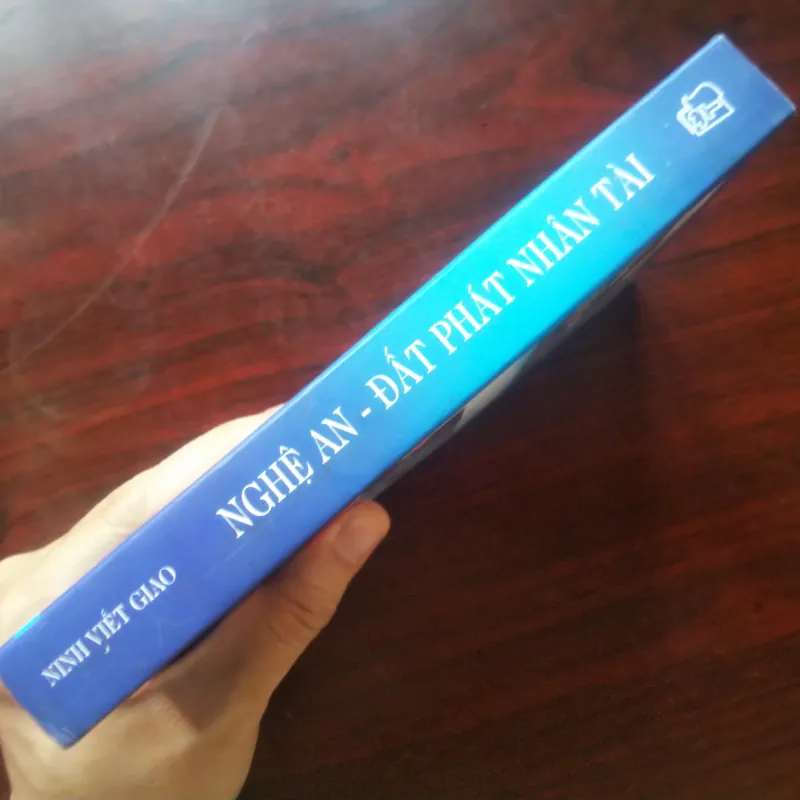 NINH VIẾT GIAO
NGHỆ AN - ĐẤT PHÁT NHÂN TÀI